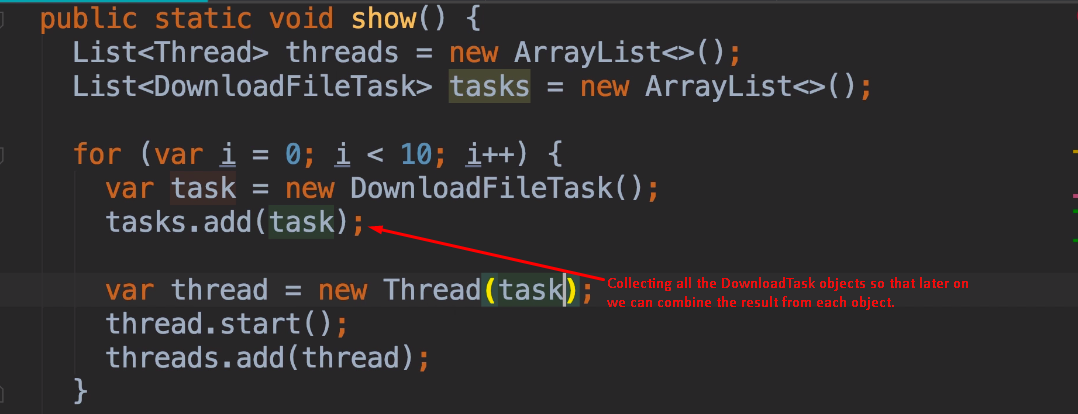 public static void show() {
List<Thread> threads = new ArrayList<>();
List<DownloadFileTask> tasks = new ArrayList<>();
for (var i = 0; i < 10; i++) {
var task = new DownloadFileTask();
tasks.add(task);
var thread = new Thread(task);
Collecting all the DownloadTask objects so that later on
we can combine the result from each object.
thread.start();
threads.add(thread);
}